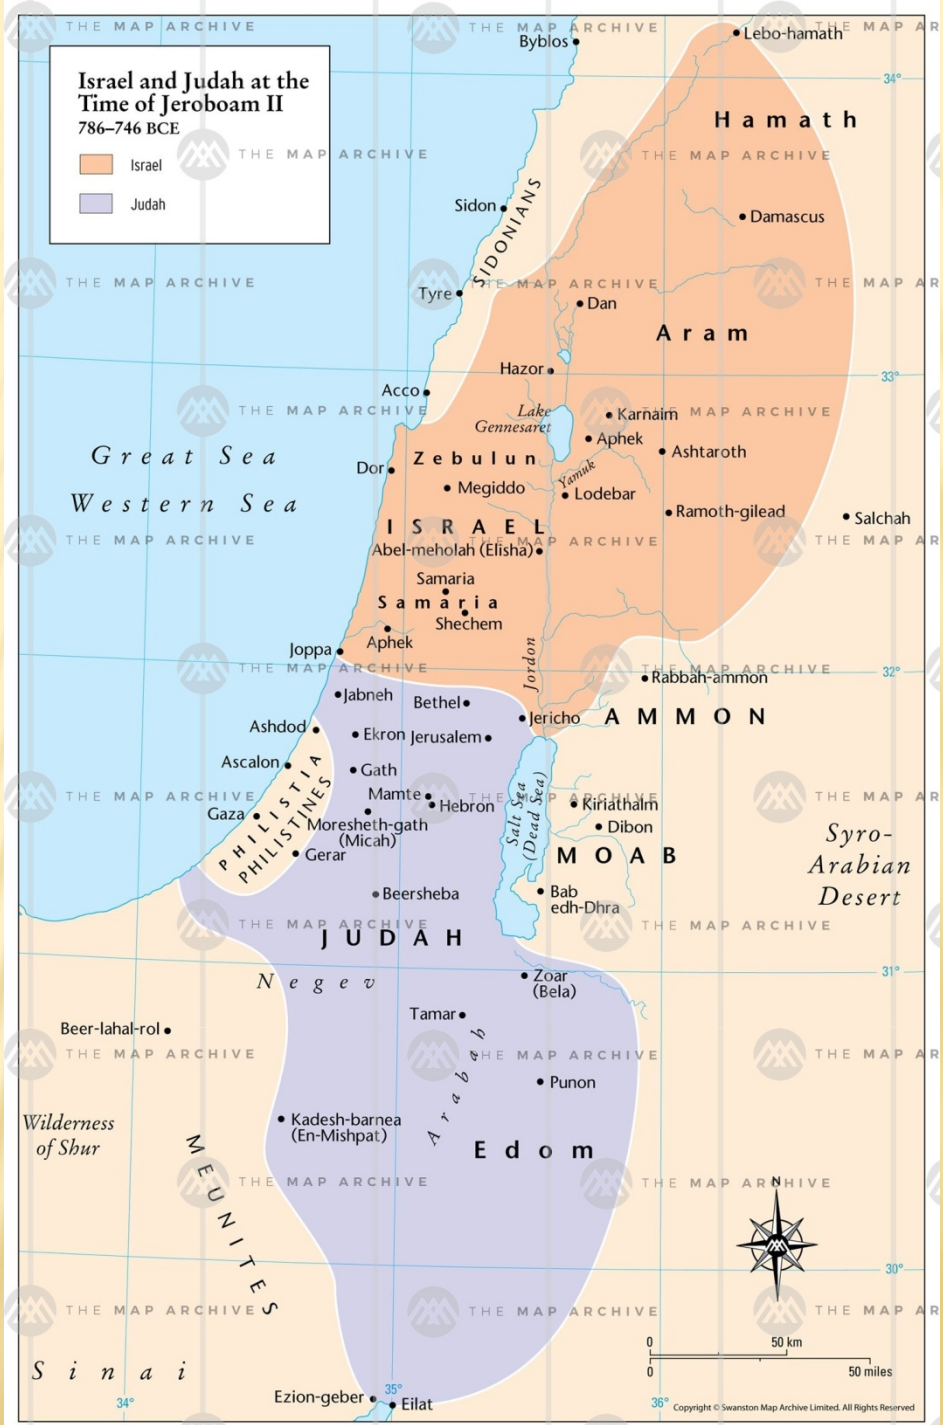 Israel and Judah at the
Time of Jeroboam II
786–746 BCE
Israel
Judah
THE MAP ARCHIVE
Byblos
Lebo-hamath
34°
Hamath
Sidon
SIDONIANS
Damascus
Tyre
Dan
Aram
Hazor
33°
Acco
Lake
Gennesaret
Karnaim
Aphek
Ashtaroth
Great Sea
Western Sea
Dor
Zebulun
Megiddo
Yamuk
Lodebar
Ramoth-gilead
Salchah
ISRAEL
Abel-meholah (Elisha)
Samaria
Samaria
Shechem
Aphek
Joppa
Jordon
32°
Rabbah-ammon
Jabneh
Bethel
Jericho
AMMON
Ashdod
Ekron
Jerusalem
Ascalon
Gath
PHILISTIA
PHILISTINES
Mamte
Hebron
Gaza
Moresheth-gath
(Micah)
Gerar
Salt Sea
(Dead Sea)
Kiriathalm
Dibon
MOAB
Syro-
Arabian
Desert
Beersheba
Bab
edh-Dhra
JUDAH
Negev
31°
Zoar
(Bela)
Tamar
Beer-lahal-rol
Arabah
Punon
Wilderness
of Shur
Kadesh-barnea
(En-Mishpat)
Edom
MEUNITES
N
30°
Sinai
0 50 km
0 50 miles
Ezion-geber
35°
Eilat
34°
36°
Copyright © Swanston Map Archive Limited. All Rights Reserved